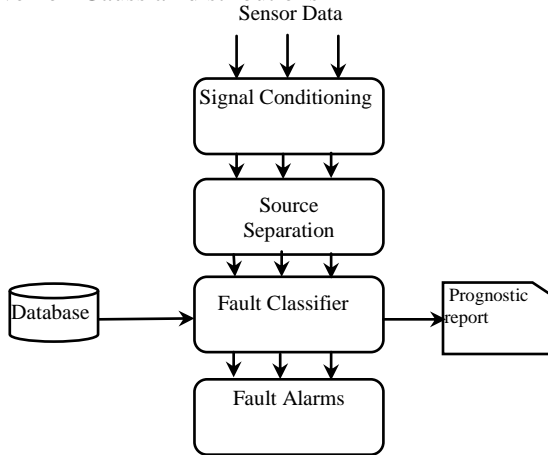 Sensor Data
Signal Conditioning
Source
Separation
Database
Fault Classifier
Prognostic
report
Fault Alarms